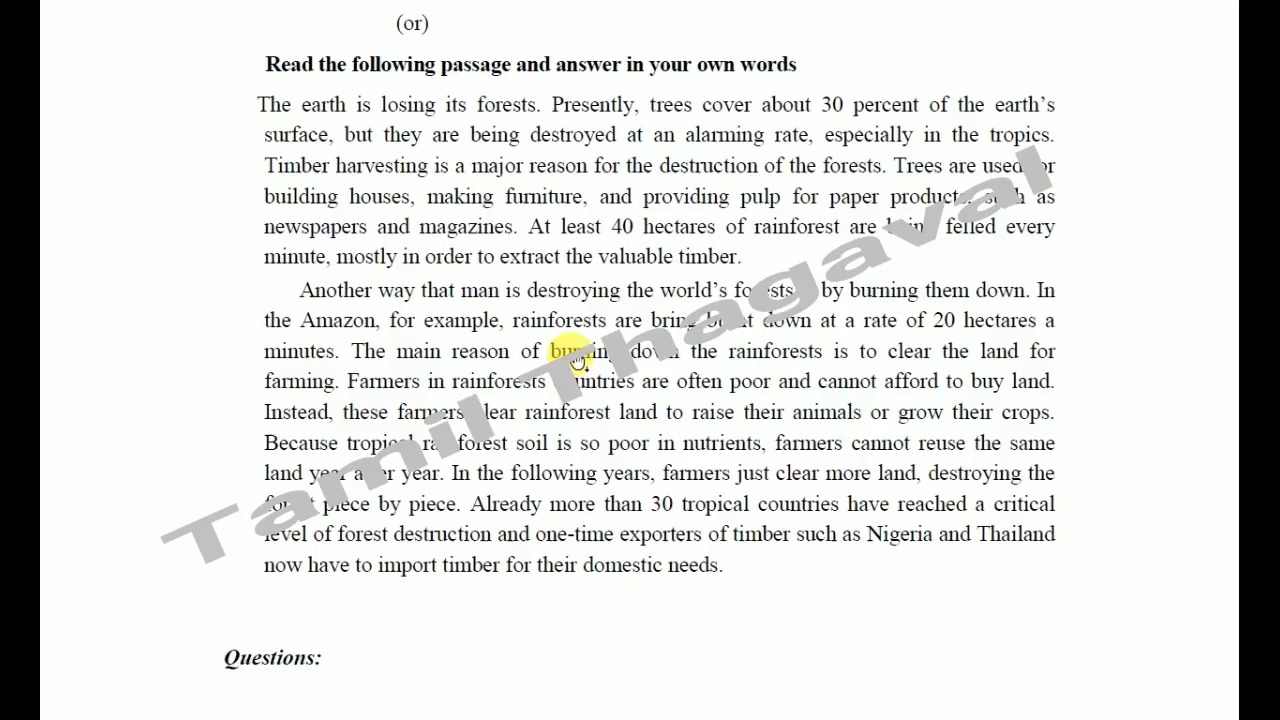 (or)
Read the following passage and answer in your own words
The earth is losing its forests. Presently, trees cover about 30 percent of the earth's
surface, but they are being destroyed at an alarming rate, especially in the tropics.
Timber harvesting is a major reason for the destruction of the forests. Trees are used for
building houses, making furniture, and providing pulp for paper products, such as
newspapers and magazines. At least 40 hectares of rainforest are being felled every
minute, mostly in order to extract the valuable timber.
Another way that man is destroying the world's forests by burning them down. In
the Amazon, for example, rainforests are bring burnt down at a rate of 20 hectares a
minutes. The main reason of burning down the rainforests is to clear the land for
farming. Farmers in rainforests countries are often poor and cannot afford to buy land.
Instead, these farmers clear rainforest land to raise their animals or grow their crops.
Because tropical rainforest soil is so poor in nutrients, farmers cannot reuse the same
land year after year. In the following years, farmers just clear more land, destroying the
forest piece by piece. Already more than 30 tropical countries have reached a critical
level of forest destruction and one-time exporters of timber such as Nigeria and Thailand
now have to import timber for their domestic needs.
Tamil Thagaval
Questions: